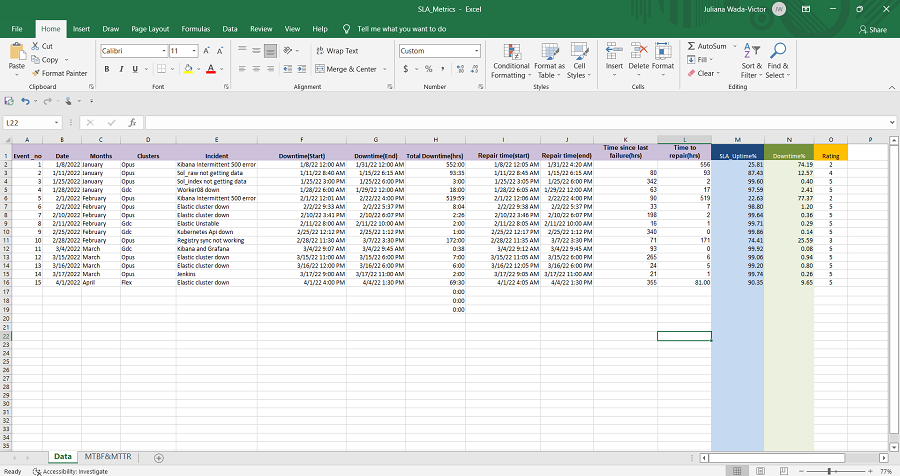 SLA_Metrics - Excel
Juliana Wada-Victor JW
File Home Insert Draw Page Layout Formulas Data Review View Help Tell me what you want to do Share
Paste Cut Copy Format Painter Clipboard
Calibri 11 B I U A Font
Wrap Text Merge & Center Alignment
Custom $ % Number
Conditional Formatting Format as Table Cell Styles Styles
Insert Delete Format Cells
AutoSum Fill Clear Sort & Filter Find & Select Editing
L22 fx
A B C D E F G H I J K L M N O P
1 Event_no Date Months Clusters Incident Downtime(Start) Downtime(End) Total Downtime(hrs) Repair time(start) Repair time(end) Time since last failure(hrs) Time to repair(hrs) SLA_Uptime% Downtime% Rating
2 1 1/8/2022 January Opus Kibana Intermittent 500 error 1/8/22 12:00 AM 1/31/22 12:00 AM 552:00 1/8/22 12:05 AM 1/31/22 4:20 AM 556 25.81 74.19 2
3 2 1/11/2022 January Opus Sol_raw not getting data 1/11/22 8:40 AM 1/15/22 6:15 AM 93:35 1/11/22 8:45 AM 1/15/22 6:15 AM 80 93 87.43 12.57 4
4 3 1/25/2022 January Opus Sol_index not getting data 1/25/22 3:00 PM 1/25/22 6:00 PM 3:00 1/25/22 3:05 PM 1/25/22 6:00 PM 342 2 99.60 0.40 5
5 4 1/28/2022 January Gdc Worker08 down 1/28/22 6:00 AM 1/29/22 12:00 AM 18:00 1/28/22 6:05 AM 1/29/22 12:00 AM 63 17 97.59 2.41 5
6 5 2/1/2022 February Opus Kibana Intermittent 500 error 2/1/22 12:01 AM 2/22/22 4:00 PM 519:59 2/1/22 12:06 AM 2/22/22 4:00 PM 72 519 22.63 77.37 2
7 6 2/2/2022 February Opus Elastic cluster down 2/2/22 9:33 AM 2/2/22 5:37 PM 8:04 2/2/22 9:38 AM 2/2/22 5:37 PM 33 7 98.80 1.20 5
8 7 2/10/2022 February Opus Elastic cluster down 2/10/22 3:41 PM 2/10/22 6:07 PM 2:26 2/10/22 3:46 PM 2/10/22 6:07 PM 198 2 99.64 0.36 5
9 8 2/11/2022 February Gdc Elastic Unstable 2/11/22 8:00 AM 2/11/22 10:00 AM 2:00 2/11/22 8:05 AM 2/11/22 10:00 AM 16 1 99.71 0.29 5
10 9 2/25/2022 February Gdc Kubernetes Api down 2/25/22 12:12 PM 2/25/22 1:12 PM 1:00 2/25/22 12:17 PM 2/25/22 1:12 PM 340 0 99.86 0.14 5
11 10 2/28/2022 February Opus Registry sync not working 2/28/22 11:30 AM 3/7/22 3:30 PM 172:00 2/28/22 11:35 AM 3/7/22 3:30 PM 71 171 74.41 25.59 3
12 11 3/4/2022 March Gdc Kibana and Grafana 3/4/22 9:07 AM 3/4/22 9:45 AM 0:38 3/4/22 9:12 AM 3/4/22 9:45 AM 93 0 99.92 0.08 5
13 12 3/15/2022 March Opus Elastic cluster down 3/15/22 11:00 AM 3/15/22 6:00 PM 7:00 3/15/22 11:05 AM 3/15/22 6:00 PM 265 6 99.06 0.94 5
14 13 3/16/2022 March Opus Elastic cluster down 3/16/22 12:00 PM 3/16/22 6:00 PM 6:00 3/16/22 12:05 PM 3/16/22 6:00 PM 24 5 99.20 0.80 5
15 14 3/17/2022 March Opus Jenkins 3/17/22 9:00 AM 3/17/22 11:00 AM 2:00 3/17/22 9:05 AM 3/17/22 11:00 AM 21 1 99.74 0.26 5
16 15 4/1/2022 April Flex Elastic cluster down 4/1/22 4:00 PM 4/4/22 1:30 PM 69:30 4/1/22 4:05 AM 4/4/22 1:30 PM 355 81.00 90.35 9.65 5
17 0:00
18 0:00
19 0:00
20
21
22
23
24
25
26
27
28
29
30
31
32
33
34
35
Data MTBF&MTTR
Ready Accessibility: Investigate 77%